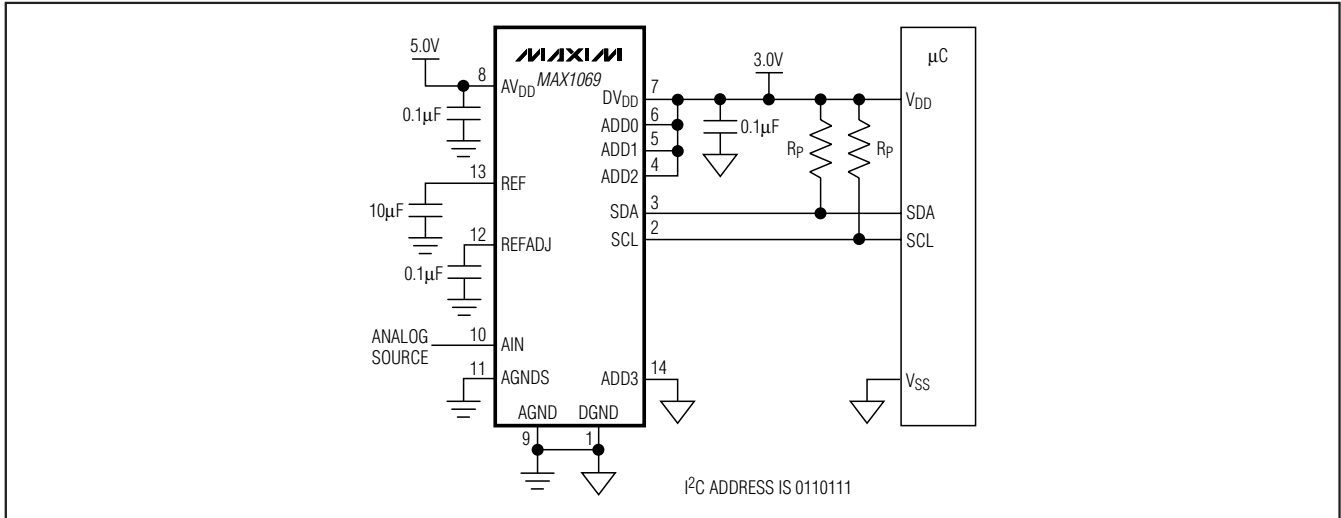 5.0V
8
AVDD
0.1µF
13
REF
10µF
12
REFADJ
0.1µF
ANALOG
SOURCE
10
AIN
11
AGNDS
AGND
DGND
9
1
MAXIM
MAX1069
DVDD
7
ADD0
6
ADD1
5
ADD2
4
SDA
3
SCL
2
ADD3
14
3.0V
0.1µF
RP
RP
µC
VDD
SDA
SCL
VSS
I2C ADDRESS IS 0110111